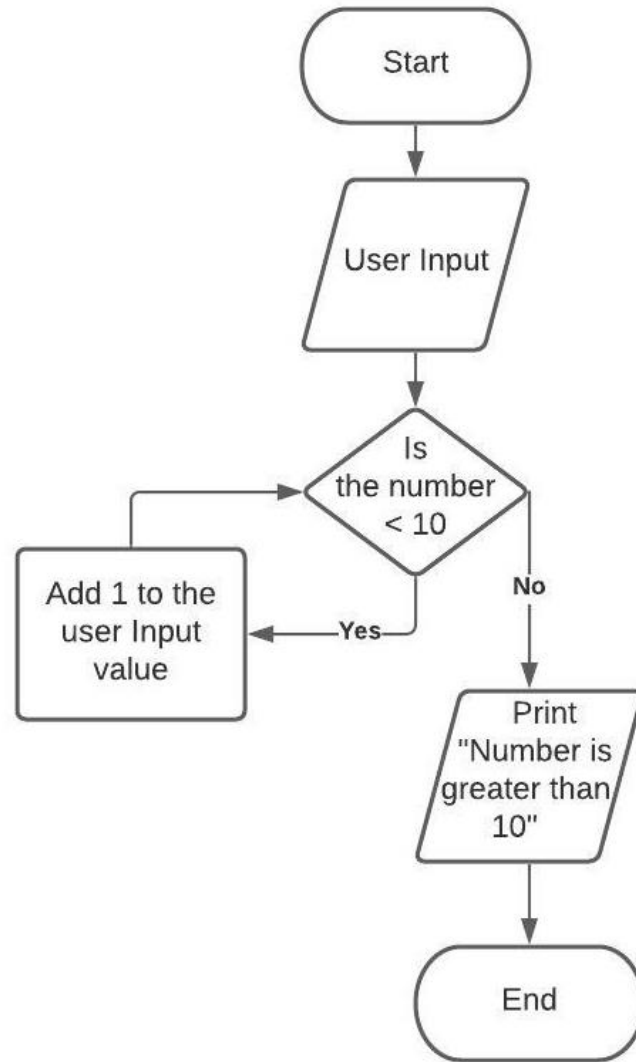 Start
User Input
Is
the number
< 10
Yes
Add 1 to the
user Input
value
No
Print
"Number is
greater than
10"
End